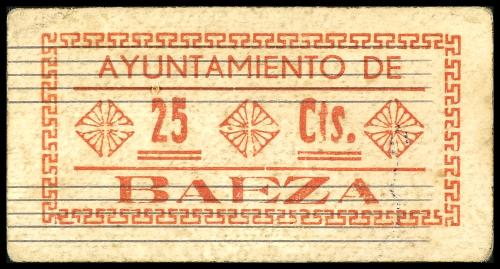 AYUNTAMIENTO DE
25 Cts.
BAEZA